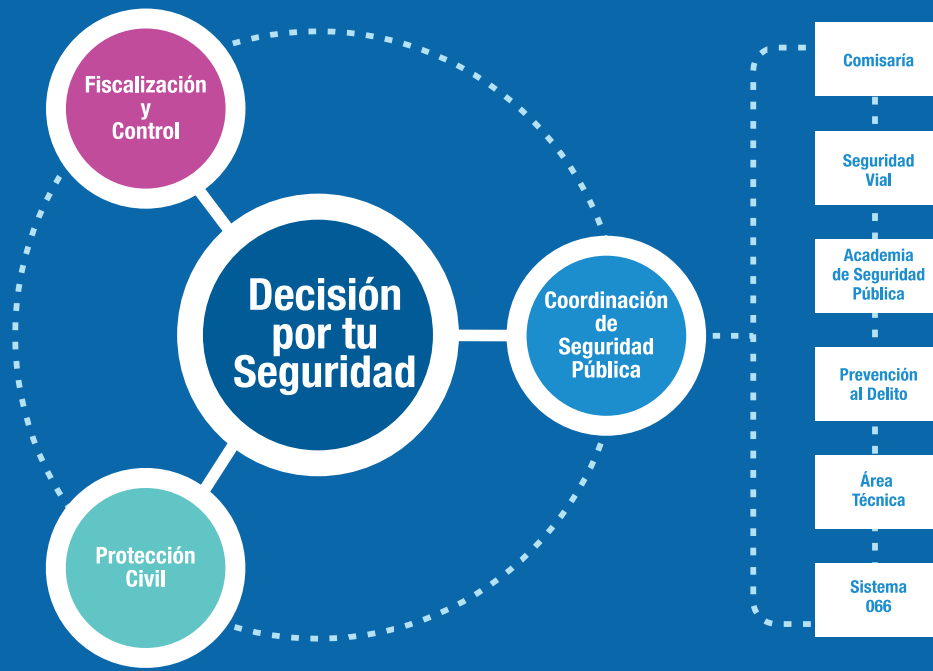 Fiscalización
y
Control
Decisión
por tu
Seguridad
Coordinación
de
Seguridad
Pública
Protección
Civil
Comisaría
Seguridad
Vial
Academia
de Seguridad
Pública
Prevención
al Delito
Área
Técnica
Sistema
066